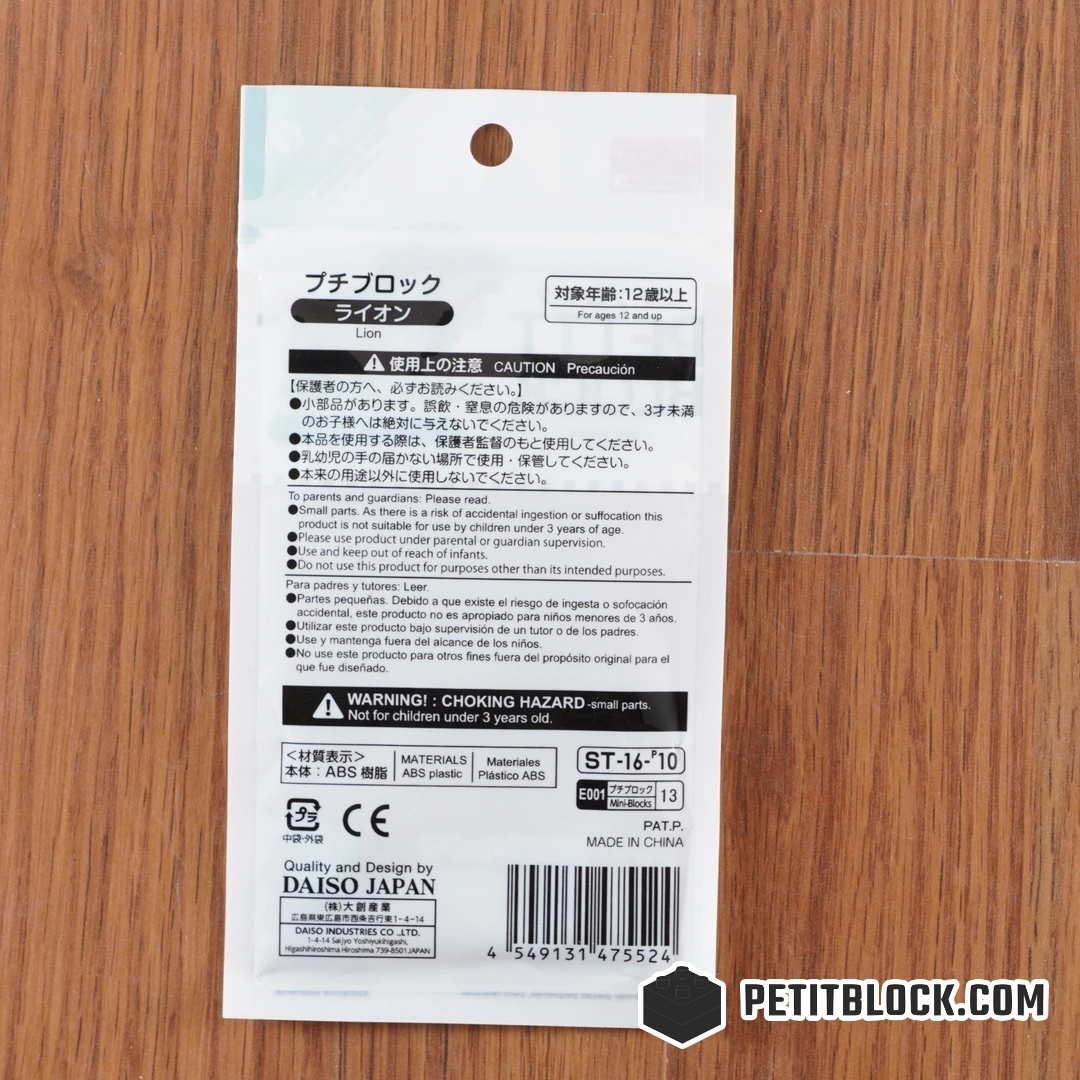 プチブロック
ライオン
Lion
対象年齢:12歳以上
For ages 12 and up
使用上の注意 CAUTION Precaución
【保護者の方へ、必ずお読みください。】
●小部品があります。誤飲・窒息の危険がありますので、3才未満
のお子様へは絶対に与えないでください。
●本品を使用する際は、保護者監督のもと使用してください。
●乳幼児の手の届かない場所で使用・保管してください。
●本来の用途以外に使用しないでください。
To parents and guardians: Please read.
●Small parts. As there is a risk of accidental ingestion or suffocation this
product is not suitable for use by children under 3 years of age.
●Please use product under parental or guardian supervision.
●Use and keep out of reach of infants.
●Do not use this product for purposes other than its intended purposes.
Para padres y tutores: Leer.
●Partes pequeñas. Debido a que existe el riesgo de ingesta o sofocación
accidental, este producto no es apropiado para niños menores de 3 años.
●Utilizar este producto bajo supervisión de un tutor o de los padres.
●Use y mantenga fuera del alcance de los niños.
●No use este producto para otros fines fuera del propósito original para el
que fue diseñado.
WARNING! : CHOKING HAZARD -small parts.
Not for children under 3 years old.
<材質表示>
本体:ABS 樹脂
MATERIALS
ABS plastic
Materiales
Plástico ABS
ST-16-P10
E001 プチブロック 13
Mini-Blocks
プラ
中袋・外袋
CE
PAT.P.
MADE IN CHINA
Quality and Design by
DAISO JAPAN
(株)大創産業
広島県東広島市西条吉行東1-4-14
DAISO INDUSTRIES CO .,LTD.
1-4-14 Saijyo Yoshiyukihigashi,
Higashihiroshima Hiroshima 739-8501,JAPAN
4 549131 475524
PETITBLOCK.COM